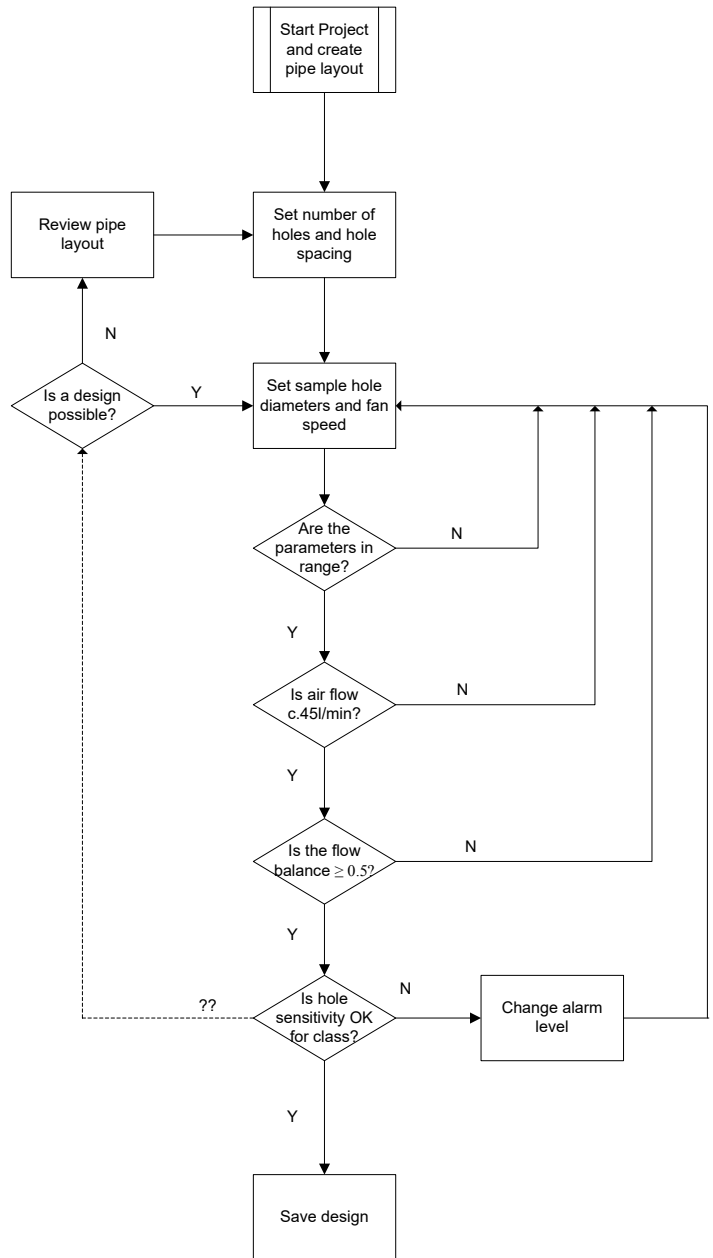 Start Project
and create
pipe layout
Review pipe
layout
Set number of
holes and hole
spacing
N
Is a design
possible?
Y
Set sample hole
diameters and fan
speed
Are the
parameters in
range?
N
Y
Is air flow
c.45l/min?
N
Y
Is the flow
balance ≥ 0.5?
N
Y
??
Is hole
sensitivity OK
for class?
N
Change alarm
level
Y
Save design